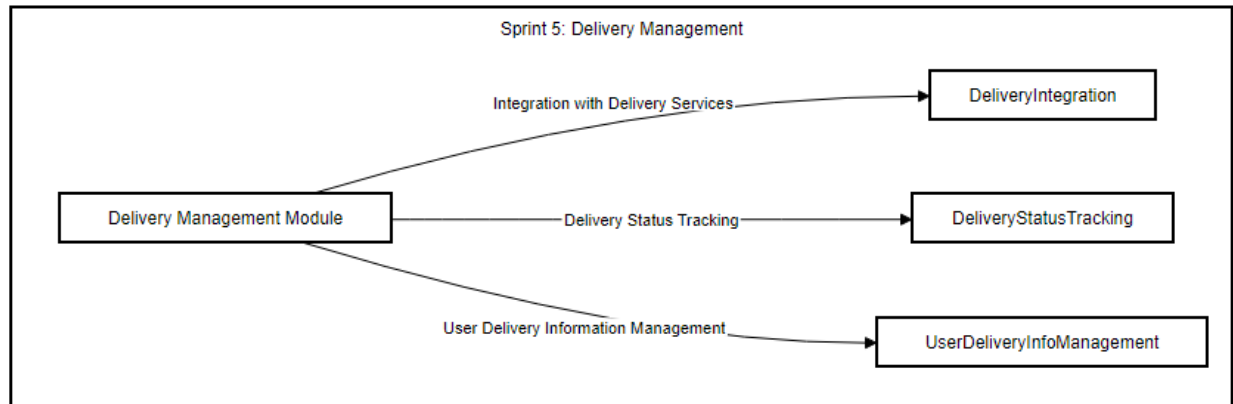 Sprint 5: Delivery Management
Integration with Delivery Services
DeliveryIntegration
Delivery Management Module
Delivery Status Tracking
DeliveryStatusTracking
User Delivery Information Management
UserDeliveryInfoManagement